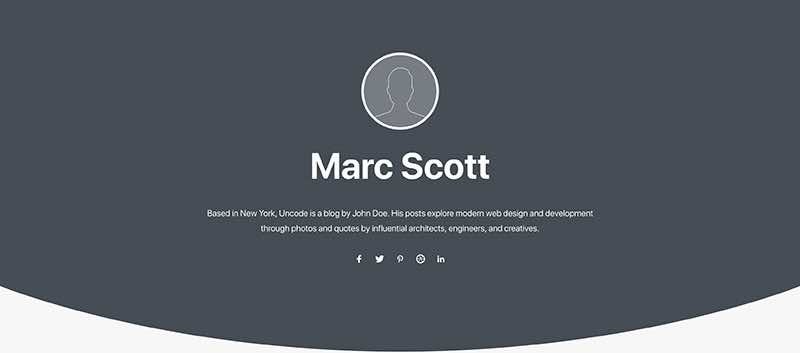 Marc Scott
Based in New York, Uncode is a blog by John Doe. His posts explore modern web design and development
through photos and quotes by influential architects, engineers, and creatives.